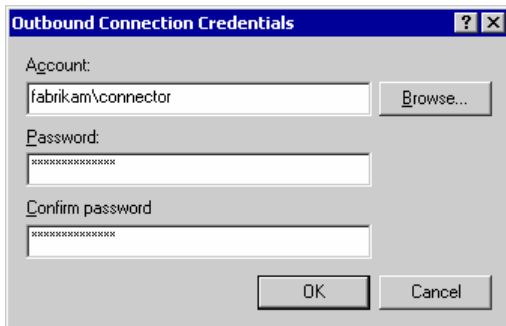 Outbound Connection Credentials ? X
Account:
fabrikam\connector
Browse...
Password:
××××××××××××××
Confirm password
××××××××××××××
OK Cancel